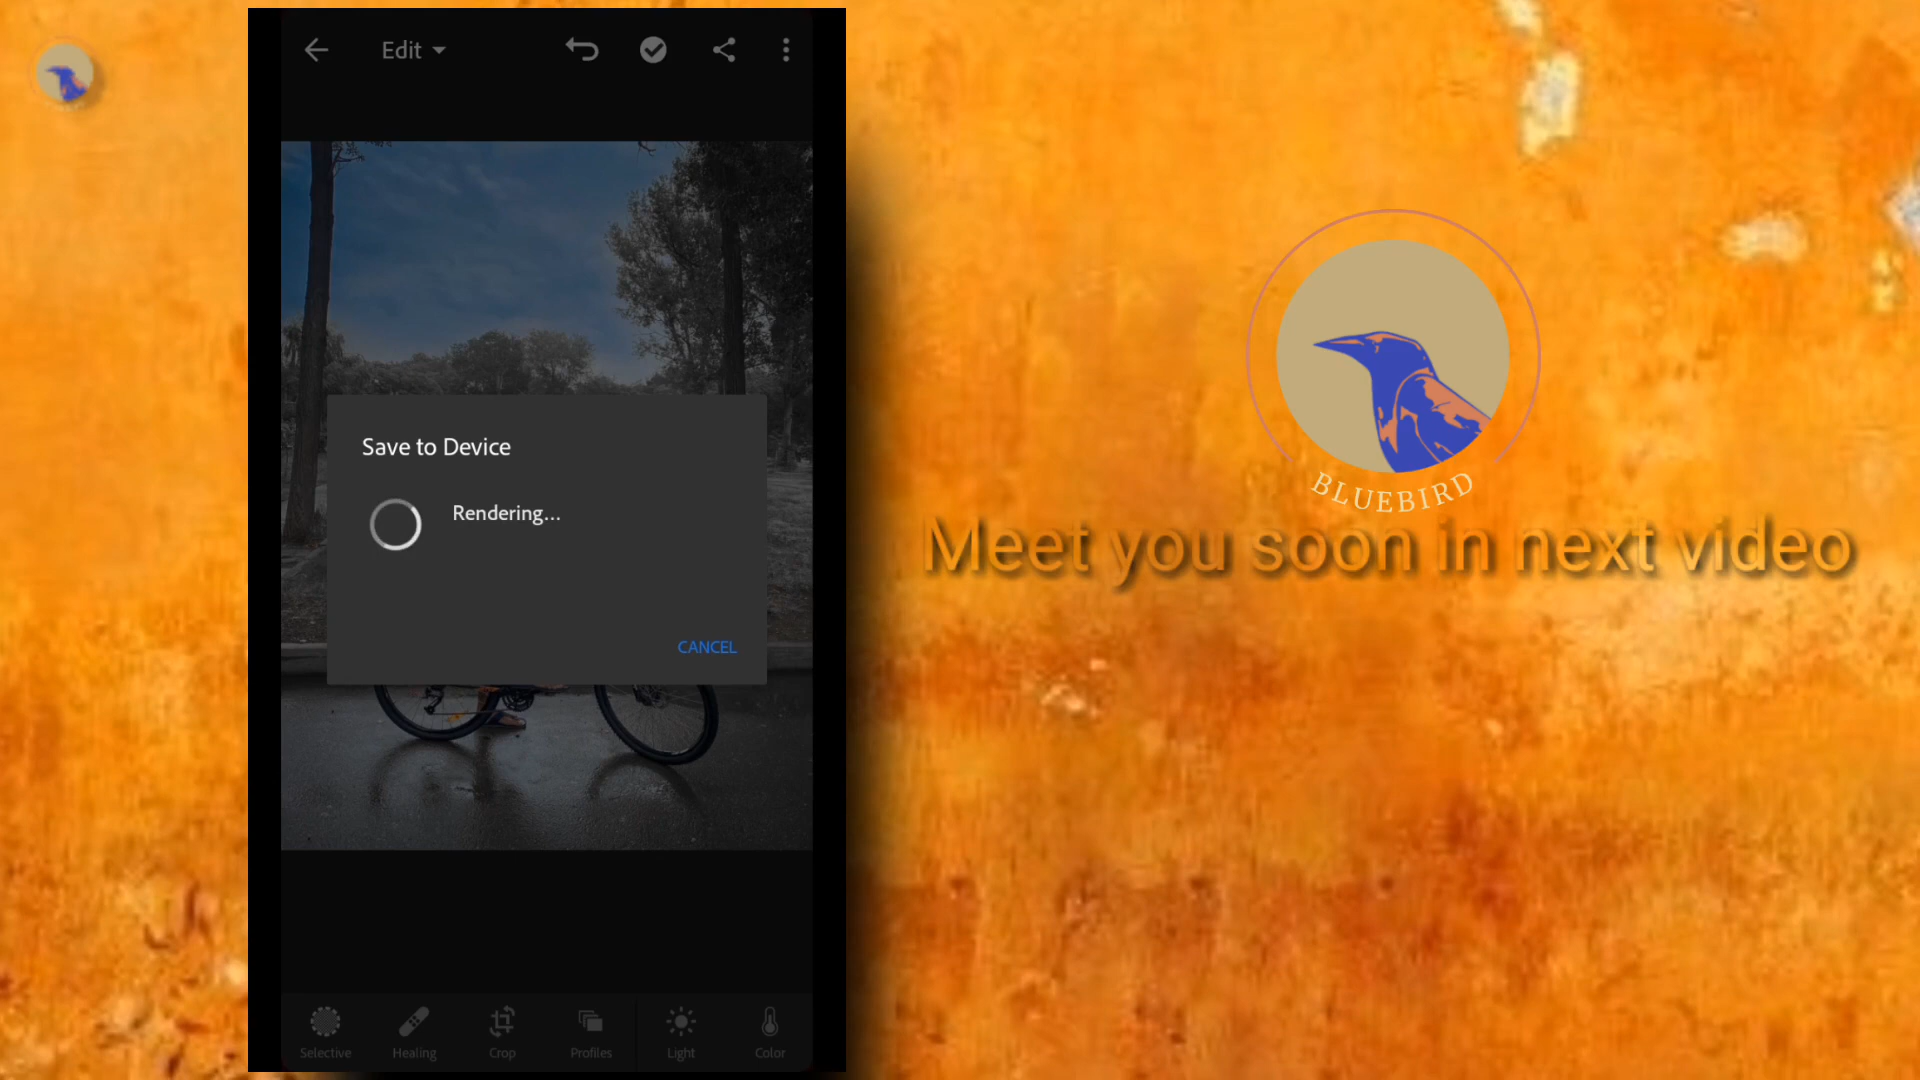 Edit
Save to Device
Rendering...
CANCEL
Selective
Healing
Crop
Profiles
Light
Color
BLUEBIRD
Meet you soon in next video